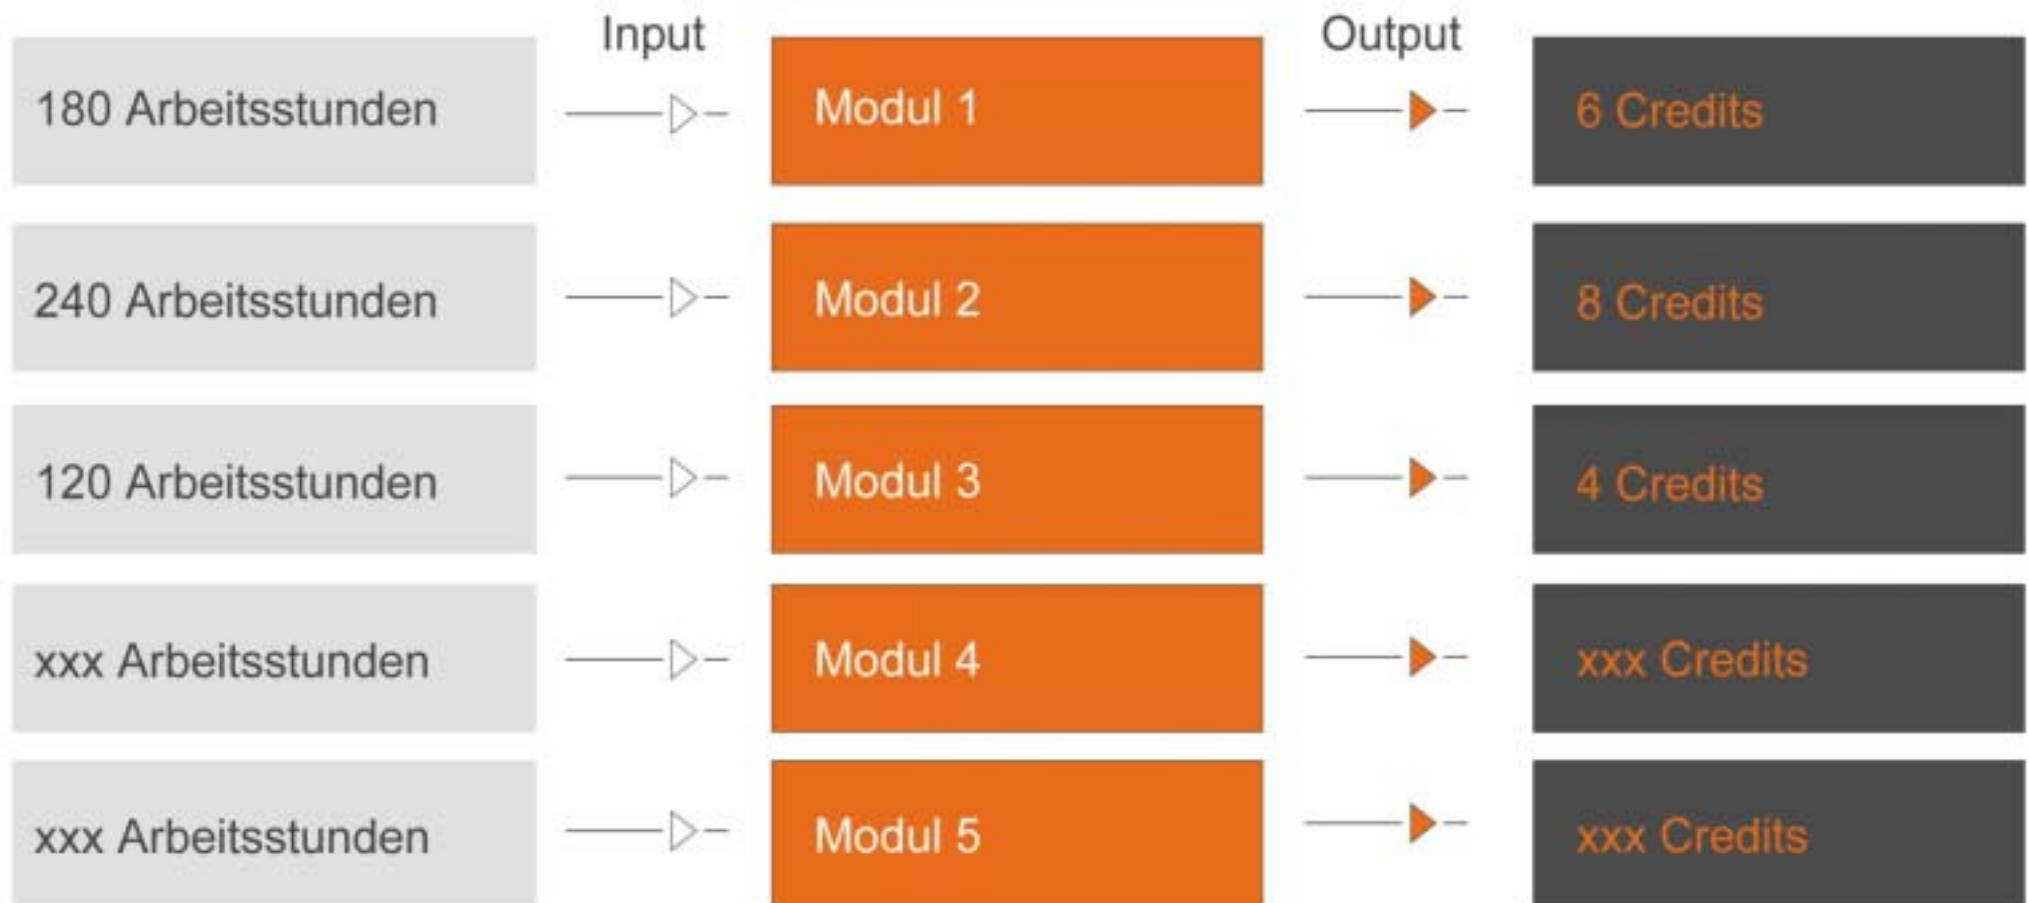 Input
Output
180 Arbeitsstunden
Modul 1
6 Credits
240 Arbeitsstunden
Modul 2
8 Credits
120 Arbeitsstunden
Modul 3
4 Credits
xxx Arbeitsstunden
Modul 4
xxx Credits
xxx Arbeitsstunden
Modul 5
xxx Credits